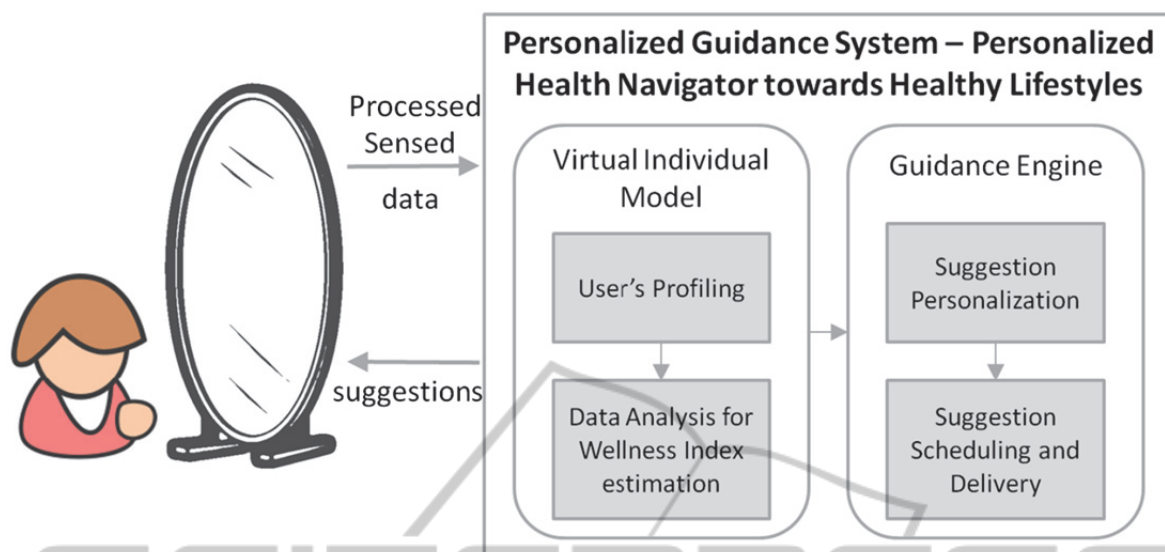 Personalized Guidance System – Personalized
Health Navigator towards Healthy Lifestyles
Processed
Sensed
data
suggestions
Virtual Individual
Model
User's Profiling
Data Analysis for
Wellness Index
estimation
Guidance Engine
Suggestion
Personalization
Suggestion
Scheduling and
Delivery